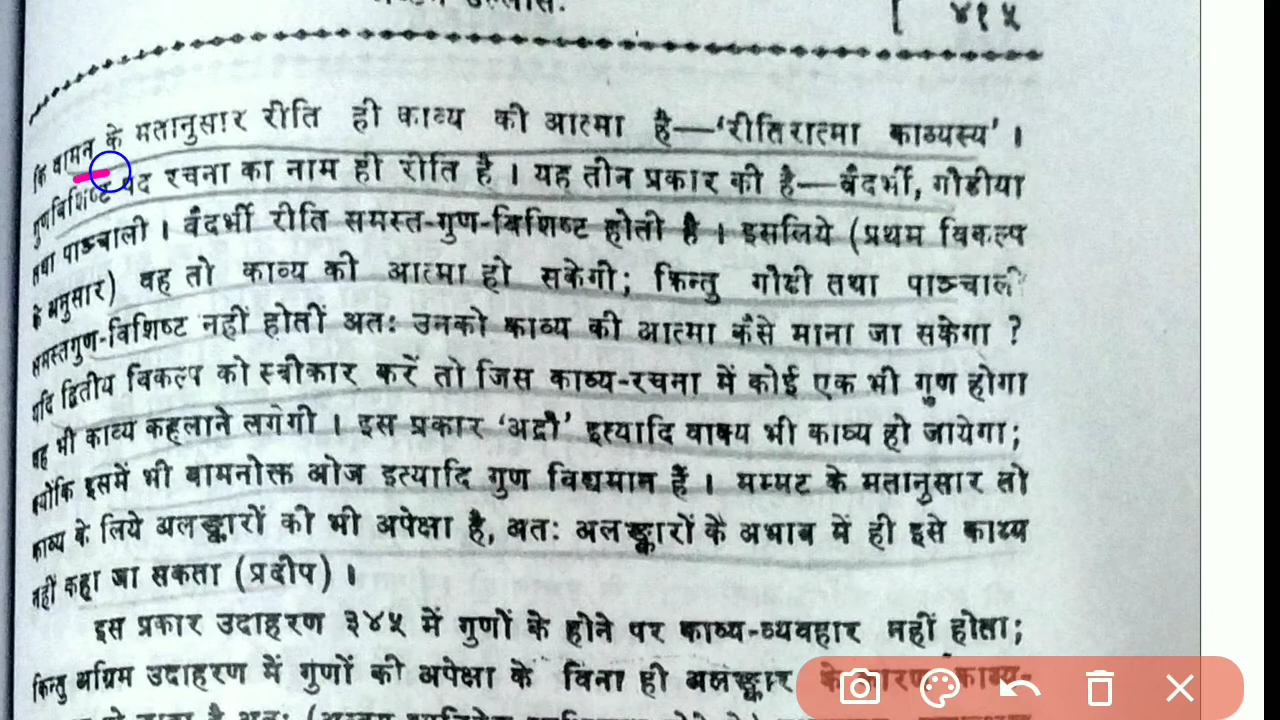 [ ४१५
कि वामन के मतानुसार रीति ही काव्य की आत्मा है—‘रीतिरात्मा काव्यस्य’ ।
गुणविशिष्ट पद रचना का नाम ही रीति है । यह तीन प्रकार की है—वैदर्भी, गौडीया
तथा पाञ्चाली । वैदर्भी रीति समस्त-गुण-विशिष्ट होती है । इसलिये (प्रथम विकल्प
के अनुसार) वह तो काव्य की आत्मा हो सकेगी; किन्तु गौडी तथा पाञ्चाली
समस्तगुण-विशिष्ट नहीं होतीं अतः उनको काव्य की आत्मा कैसे माना जा सकेगा ?
यदि द्वितीय विकल्प को स्वीकार करें तो जिस काव्य-रचना में कोई एक भी गुण होगा
वह भी काव्य कहलाने लगेगी । इस प्रकार ‘अद्रौ’ इत्यादि वाक्य भी काव्य हो जायेगा;
क्योंकि इसमें भी वामनोक्त ओज इत्यादि गुण विद्यमान हैं । मम्मट के मतानुसार तो
काव्य के लिये अलङ्कारों की भी अपेक्षा है, अतः अलङ्कारों के अभाव में ही इसे काव्य
नहीं कहा जा सकता (प्रदीप) ।
इस प्रकार उदाहरण ३४५ में गुणों के होने पर काव्य-व्यवहार नहीं होता;
किन्तु अग्रिम उदाहरण में गुणों की अपेक्षा के विना ही अलङ्कार के कारण काव्य-